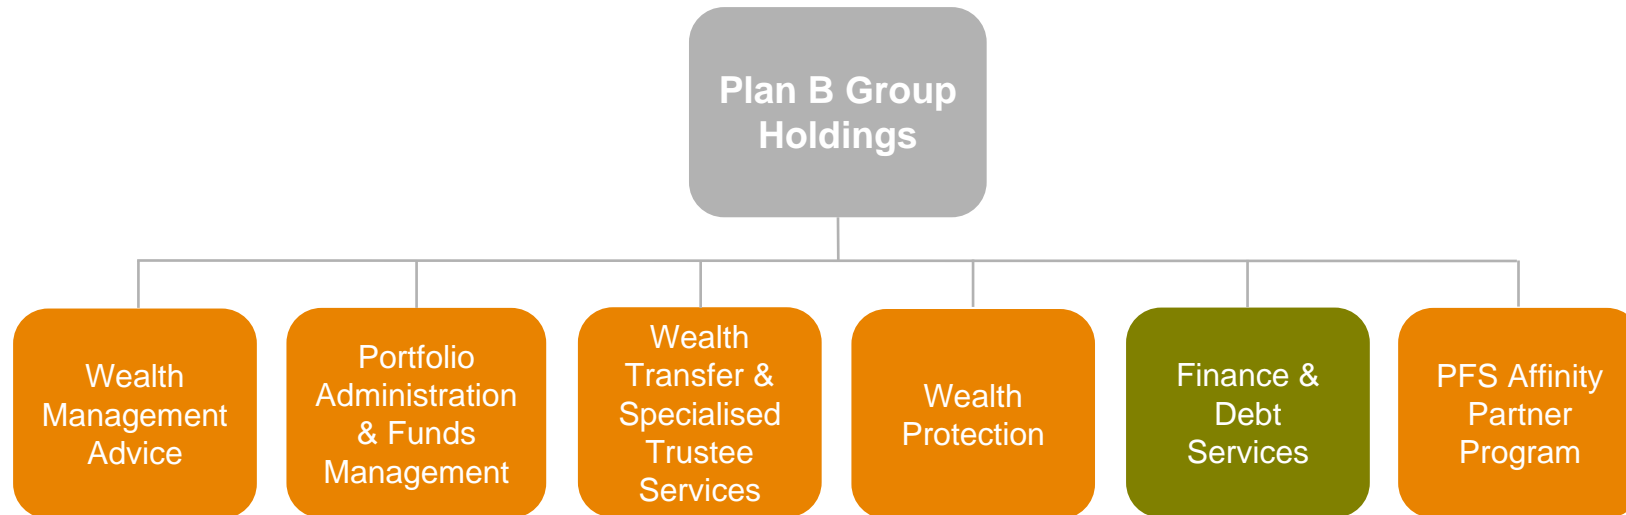 Plan B Group
Holdings
Wealth
Management
Advice
Portfolio
Administration
& Funds
Management
Wealth
Transfer &
Specialised
Trustee
Services
Wealth
Protection
Finance &
Debt
Services
PFS Affinity
Partner
Program